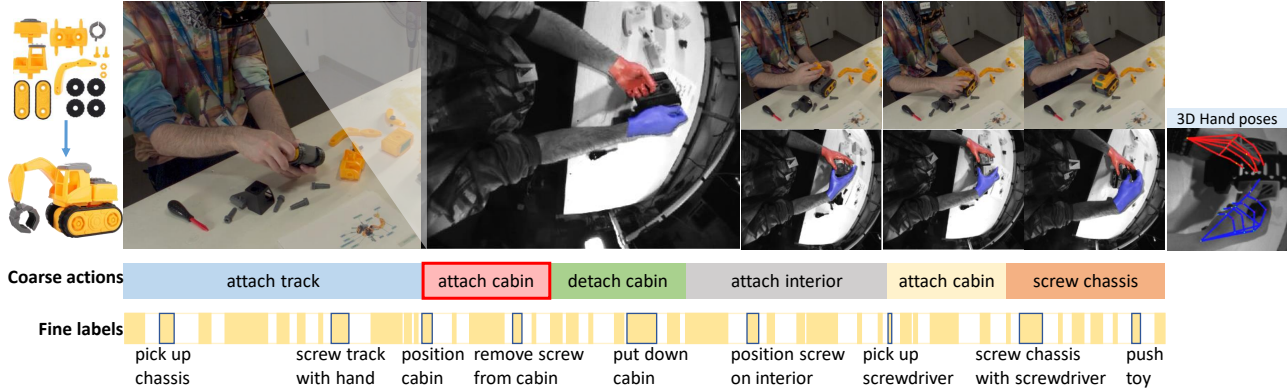 3D Hand poses
Coarse actions
attach track
attach cabin
detach cabin
attach interior
attach cabin
screw chassis
Fine labels
pick up
chassis
screw track
with hand
position
cabin
remove screw
from cabin
put down
cabin
position screw
on interior
pick up
screwdriver
screw chassis
with screwdriver
push
toy